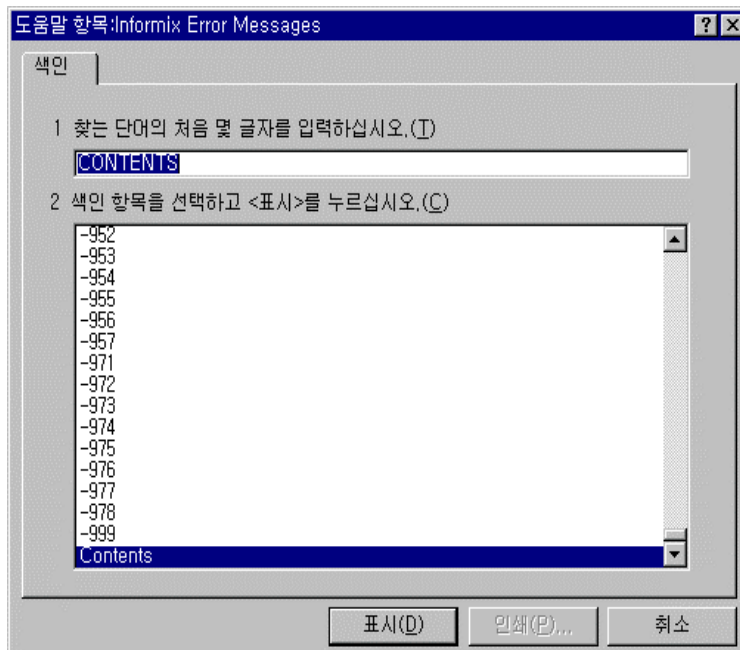 도움말 항목:Informix Error Messages
색인
1 찾는 단어의 처음 몇 글자를 입력하십시오.(T)
CONTENTS
2 색인 항목을 선택하고 <표시>를 누르십시오.(C)
-952
-953
-954
-955
-956
-957
-971
-972
-973
-974
-975
-976
-977
-978
-999
Contents
표시(D) 인쇄(P)... 취소